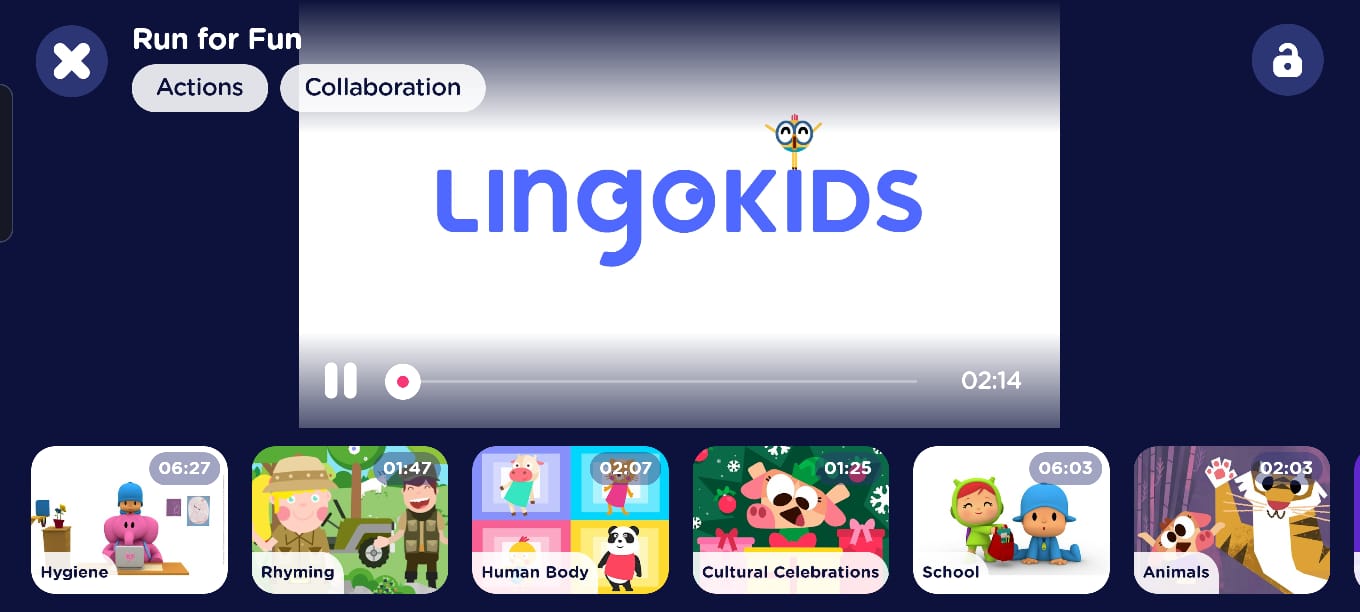 Run for Fun
Actions
Collaboration
LingoKIDS
02:14
06:27
Hygiene
01:47
Rhyming
02:07
Human Body
01:25
Cultural Celebrations
06:03
School
02:03
Animals